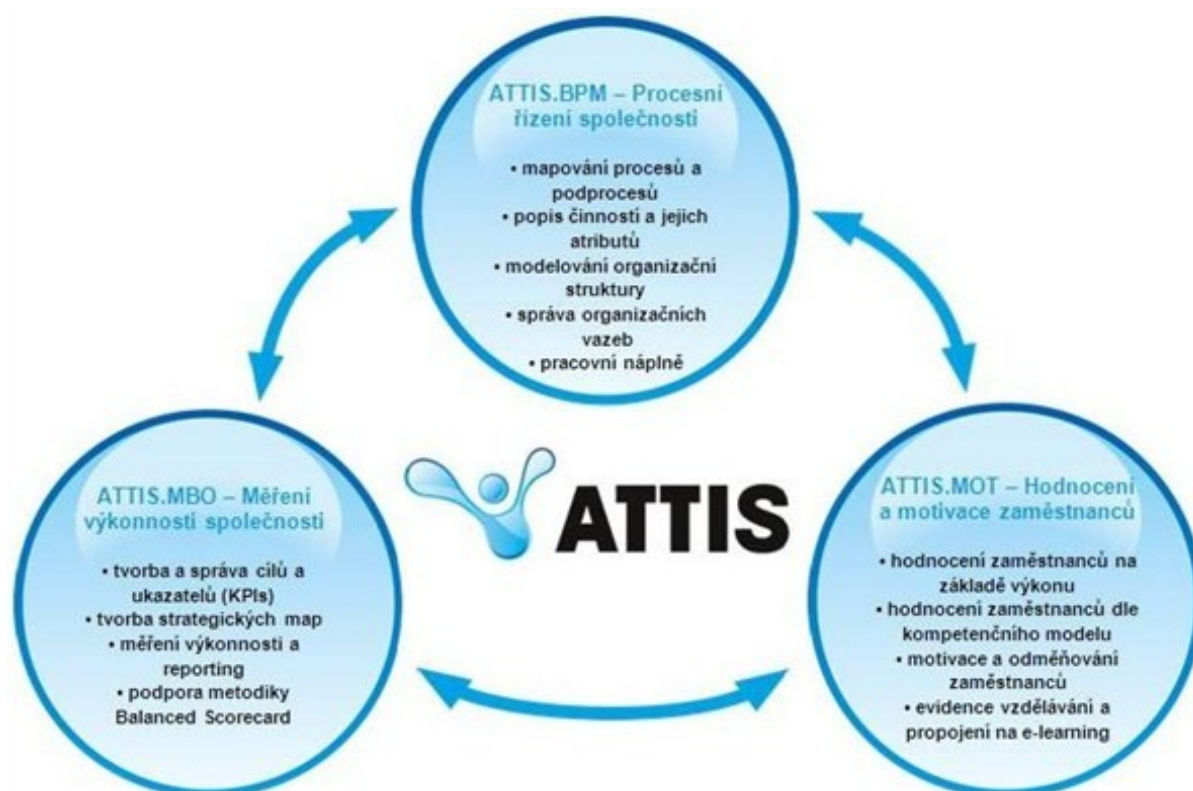 ATTIS.BPM – Procesní
řízení společnosti
• mapování procesů a
podprocesů
• popis činností a jejich
atributů
• modelování organizační
struktury
• správa organizačních
vazeb
• pracovní náplně
ATTIS.MBO – Měření
výkonnosti společnosti
• tvorba a správa cílů a
ukazatelů (KPIs)
• tvorba strategických map
• měření výkonnosti a
reporting
• podpora metodiky
Balanced Scorecard
ATTIS
ATTIS.MOT – Hodnocení
a motivace zaměstnanců
• hodnocení zaměstnanců na
základě výkonu
• hodnocení zaměstnanců dle
kompetenčního modelu
• motivace a odměňování
zaměstnanců
• evidence vzdělávání a
propojení na e-learning